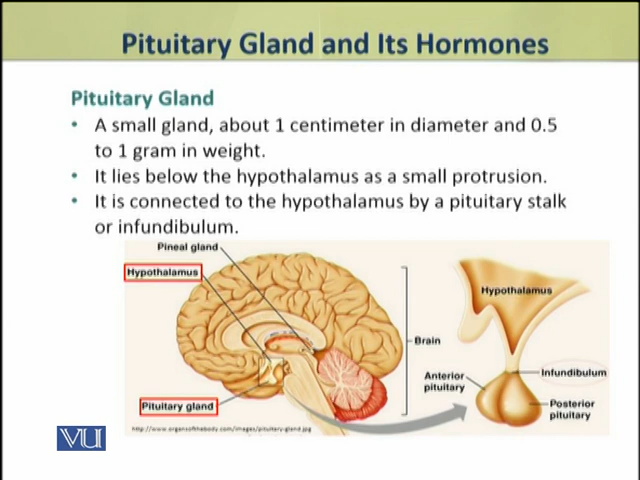 Pituitary Gland and Its Hormones
Pituitary Gland
• A small gland, about 1 centimeter in diameter and 0.5
to 1 gram in weight.
• It lies below the hypothalamus as a small protrusion.
• It is connected to the hypothalamus by a pituitary stalk
or infundibulum.
Pineal gland
Hypothalamus
Pituitary gland
Brain
Hypothalamus
Anterior
pituitary
Infundibulum
Posterior
pituitary
http://www.organsofthebody.com/images/pituitary-gland.jpg
VU